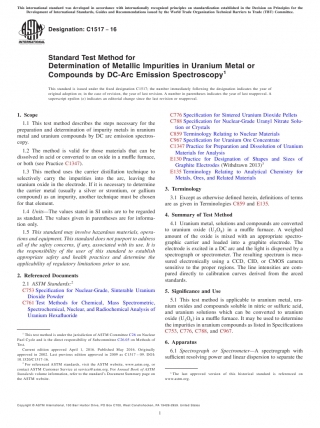 This international standard was developed in accordance with internationally recognized principles on standardization established in the Decision on Principles for the
Development of International Standards, Guides and Recommendations issued by the World Trade Organization Technical Barriers to Trade (TBT) Committee.
Designation: C1517 − 16
INTERNATIONAL
Standard Test Method for
Determination of Metallic Impurities in Uranium Metal or
Compounds by DC-Arc Emission Spectroscopy1
This standard is issued under the fixed designation C1517; the number immediately following the designation indicates the year of
original adoption or, in the case of revision, the year of last revision. A number in parentheses indicates the year of last reapproval. A
superscript epsilon (ε) indicates an editorial change since the last revision or reapproval.
1. Scope
1.1 This test method describes the steps necessary for the
preparation and determination of impurity metals in uranium
metal and uranium compounds by DC arc emission spectros-
copy.
1.2 The method is valid for those materials that can be
dissolved in acid or converted to an oxide in a muffle furnace,
or both (see Practice C1347).
1.3 This method uses the carrier distillation technique to
selectively carry the impurities into the arc, leaving the
uranium oxide in the electrode. If it is necessary to determine
the carrier metal (usually a silver or strontium, or gallium
compound) as an impurity, another technique must be chosen
for that element.
1.4 Units—The values stated in SI units are to be regarded
as standard. The values given in parentheses are for informa-
tion only.
1.5 This standard may involve hazardous materials, opera-
tions and equipment. This standard does not purport to address
all of the safety concerns, if any, associated with its use. It is
the responsibility of the user of this standard to establish
appropriate safety and health practices and determine the
applicability of regulatory limitations prior to use.
2. Referenced Documents
2.1 ASTM Standards:2
C753 Specification for Nuclear-Grade, Sinterable Uranium
Dioxide Powder
C761 Test Methods for Chemical, Mass Spectrometric,
Spectrochemical, Nuclear, and Radiochemical Analysis of
Uranium Hexafluoride
1 This test method is under the jurisdiction of ASTM Committee C26 on Nuclear
Fuel Cycle and is the direct responsibility of Subcommittee C26.05 on Methods of
Test.
Current edition approved April 1, 2016. Published May 2016. Originally
approved in 2002. Last previous edition approved in 2009 as C1517 – 09. DOI:
10.1520/C1517-16.
2 For referenced ASTM standards, visit the ASTM website, www.astm.org, or
contact ASTM Customer Service at service@astm.org. For Annual Book of ASTM
Standards volume information, refer to the standard's Document Summary page on
the ASTM website.
C776 Specification for Sintered Uranium Dioxide Pellets
C788 Specification for Nuclear-Grade Uranyl Nitrate Solu-
tion or Crystals
C859 Terminology Relating to Nuclear Materials
C967 Specification for Uranium Ore Concentrate
C1347 Practice for Preparation and Dissolution of Uranium
Materials for Analysis
E130 Practice for Designation of Shapes and Sizes of
Graphite Electrodes (Withdrawn 2013)3
E135 Terminology Relating to Analytical Chemistry for
Metals, Ores, and Related Materials
3. Terminology
3.1 Except as otherwise defined herein, definitions of terms
are as given in Terminologies C859 and E135.
4. Summary of Test Method
4.1 Uranium metal, solutions and compounds are converted
to uranium oxide (U3O8) in a muffle furnace. A weighed
amount of the oxide is mixed with an appropriate spectro-
graphic carrier and loaded into a graphite electrode. The
electrode is excited in a DC arc and the light is dispersed by a
spectrograph or spectrometer. The resulting spectrum is mea-
sured electronically using a CCD, CID, or CMOS camera
sensitive to the proper regions. The line intensities are com-
pared directly to calibration curves derived from the actual
standards.
5. Significance and Use
5.1 This test method is applicable to uranium metal, ura-
nium oxides and compounds soluble in nitric or sulfuric acid,
and uranium solutions which can be converted to uranium
oxide (U3O8) in a muffle furnace. It may be used to determine
the impurities in uranium compounds as listed in Specifications
C753, C776, C788, and C967.
6. Apparatus
6.1 Spectrograph or Spectrometer—A spectrograph with
sufficient resolving power and linear dispersion to separate the
3 The last approved version of this historical standard is referenced on
www.astm.org.
Copyright © ASTM International, 100 Barr Harbor Drive, PO Box C700, West Conshohocken, PA 19428-2959. United States
1